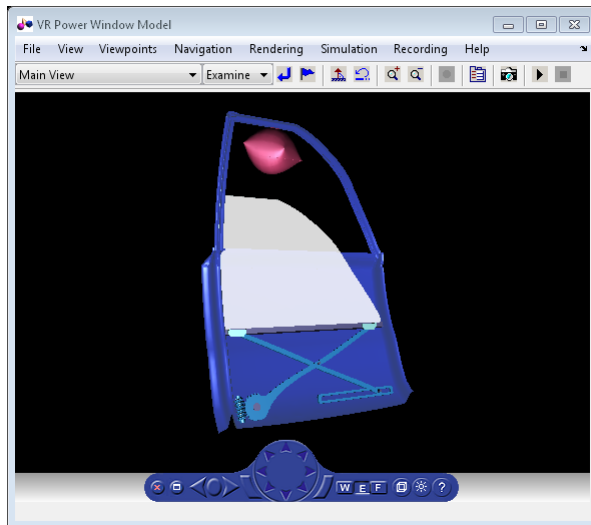 VR Power Window Model
File View Viewpoints Navigation Rendering Simulation Recording Help
Main View Examine
W E F ?